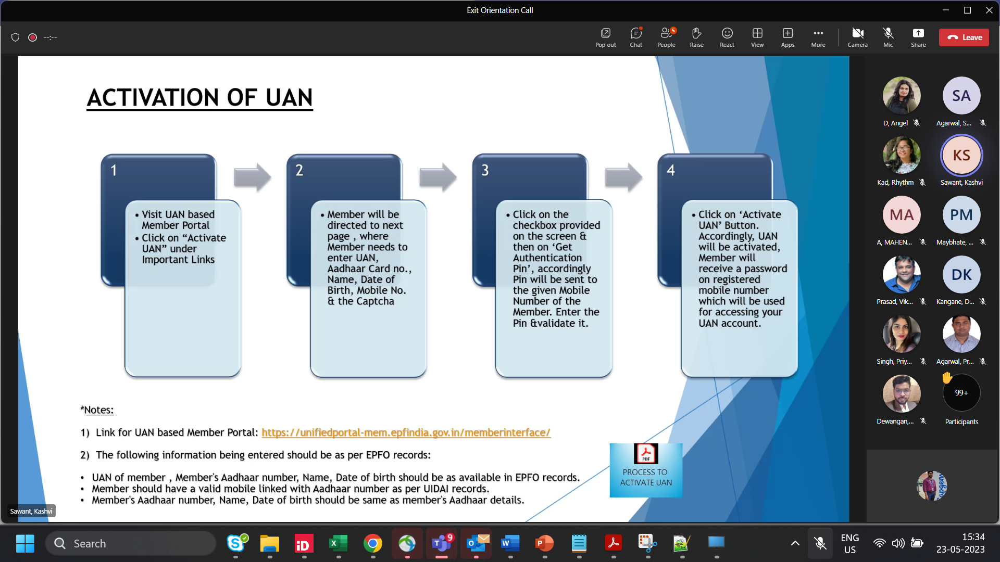 Exit Orientation Call
--:--
Pop out
Chat
5
People
Raise
React
View
Apps
More
Camera
Mic
Share
Leave
ACTIVATION OF UAN
1
• Visit UAN based
Member Portal
• Click on “Activate
UAN” under
Important Links
2
• Member will be
directed to next
page , where
Member needs to
enter UAN,
Aadhaar Card no.,
Name, Date of
Birth, Mobile No.
& the Captcha
3
• Click on the
checkbox provided
on the screen &
then on ‘Get
Authentication
Pin’, accordingly
Pin will be sent to
the given Mobile
Number of the
Member. Enter the
Pin &validate it.
4
• Click on ‘Activate
UAN’ Button.
Accordingly, UAN
will be activated,
Member will
receive a password
on registered
mobile number
which will be used
for accessing your
UAN account.
*Notes:
1) Link for UAN based Member Portal: https://unifiedportal-mem.epfindia.gov.in/memberinterface/
2) The following information being entered should be as per EPFO records:
• UAN of member , Member's Aadhaar number, Name, Date of birth should be as available in EPFO records.
• Member should have a valid mobile linked with Aadhaar number as per UIDAI records.
• Member's Aadhaar number, Name, Date of birth should be same as member's Aadhaar details.
PDF
PROCESS TO
ACTIVATE UAN
Sawant, Kashvi
D, Angel
SA
Agarwal, S...
Kad, Rhythm
KS
Sawant, Kashvi
MA
A, MAHEN...
PM
Maybhate, ...
Prasad, Vik...
DK
Kangane, D...
Singh, Priy...
Agarwal, Pr...
Dewangan,...
99+
Participants
Search
iD
9
ENG
US
15:34
23-05-2023